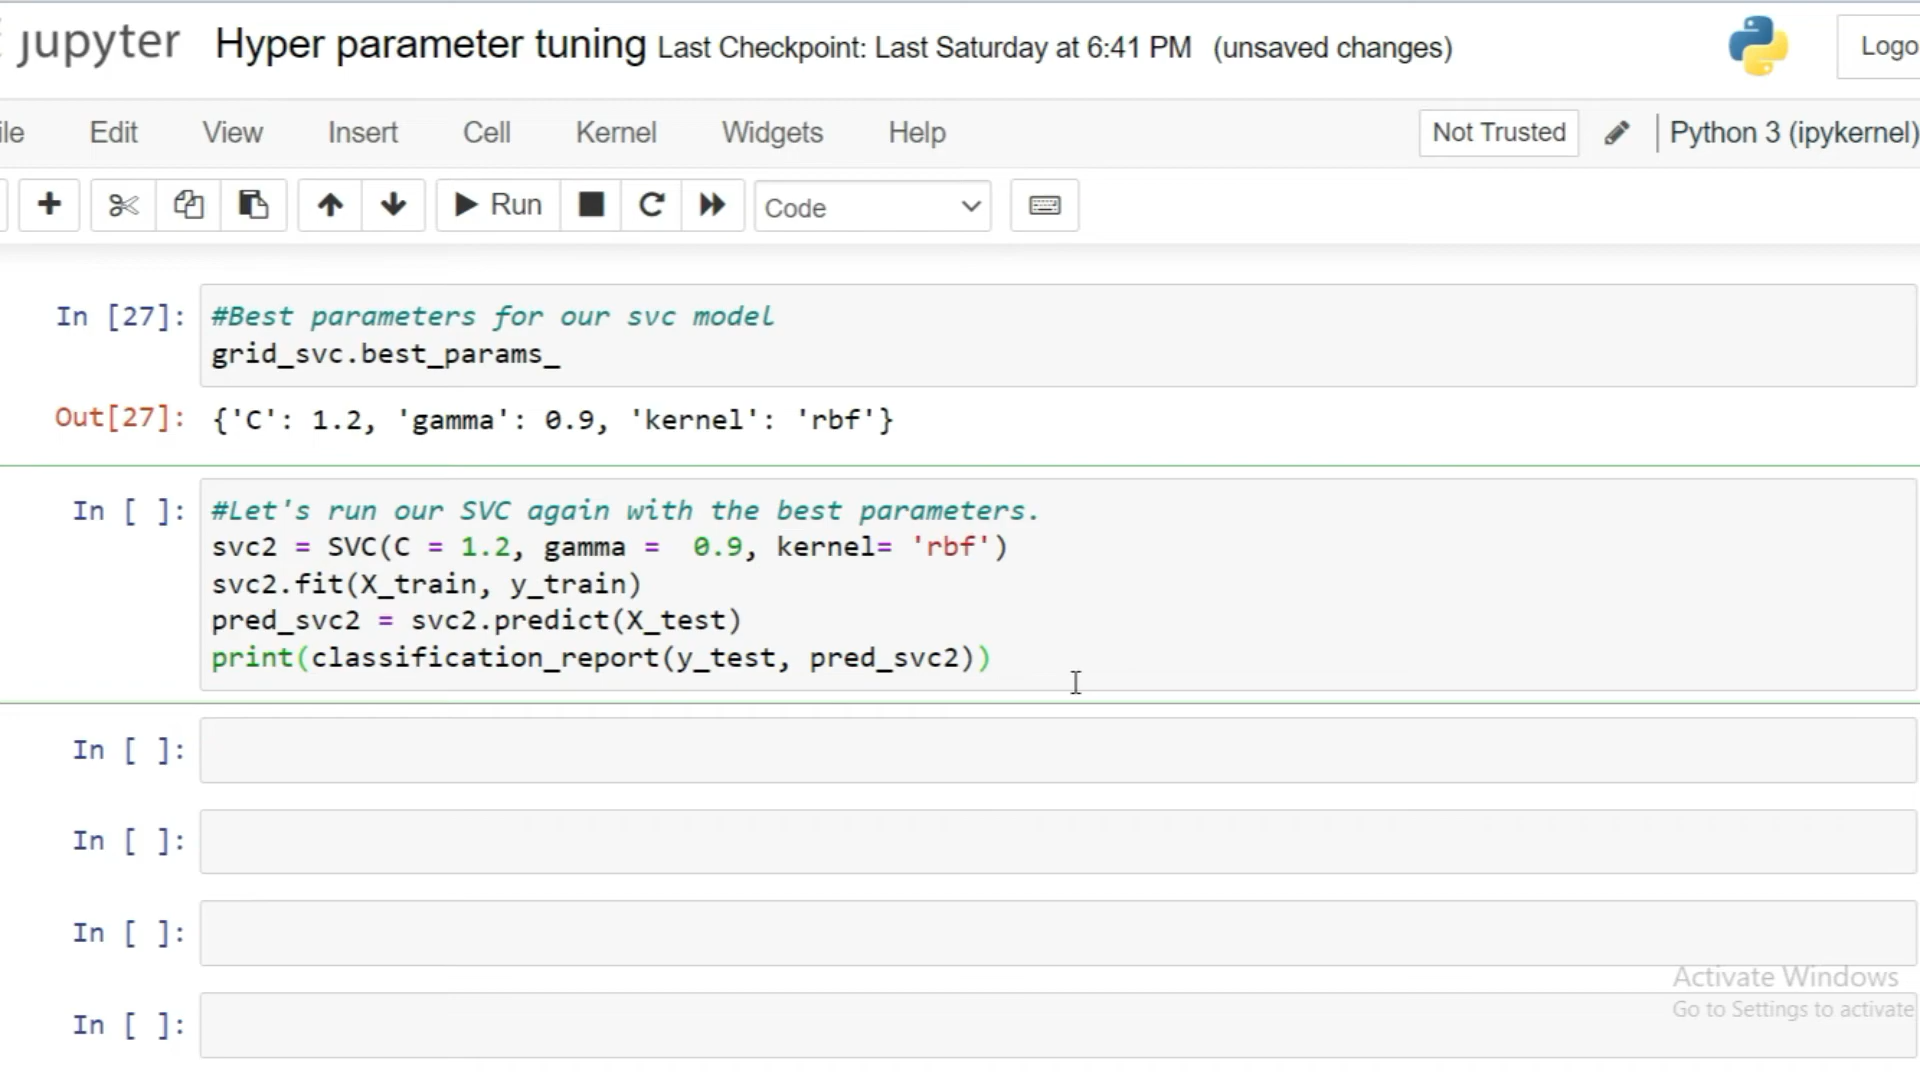 jupyter Hyper parameter tuning Last Checkpoint: Last Saturday at 6:41 PM (unsaved changes) Logo
ile Edit View Insert Cell Kernel Widgets Help Not Trusted Python 3 (ipykernel)
Run Code
In [27]: #Best parameters for our svc model
grid_svc.best_params_
Out[27]: {'C': 1.2, 'gamma': 0.9, 'kernel': 'rbf'}
In [ ]: #Let's run our SVC again with the best parameters.
svc2 = SVC(C = 1.2, gamma =  0.9, kernel= 'rbf')
svc2.fit(X_train, y_train)
pred_svc2 = svc2.predict(X_test)
print(classification_report(y_test, pred_svc2))
In [ ]:
In [ ]:
In [ ]:
Activate Windows
Go to Settings to activate
In [ ]: